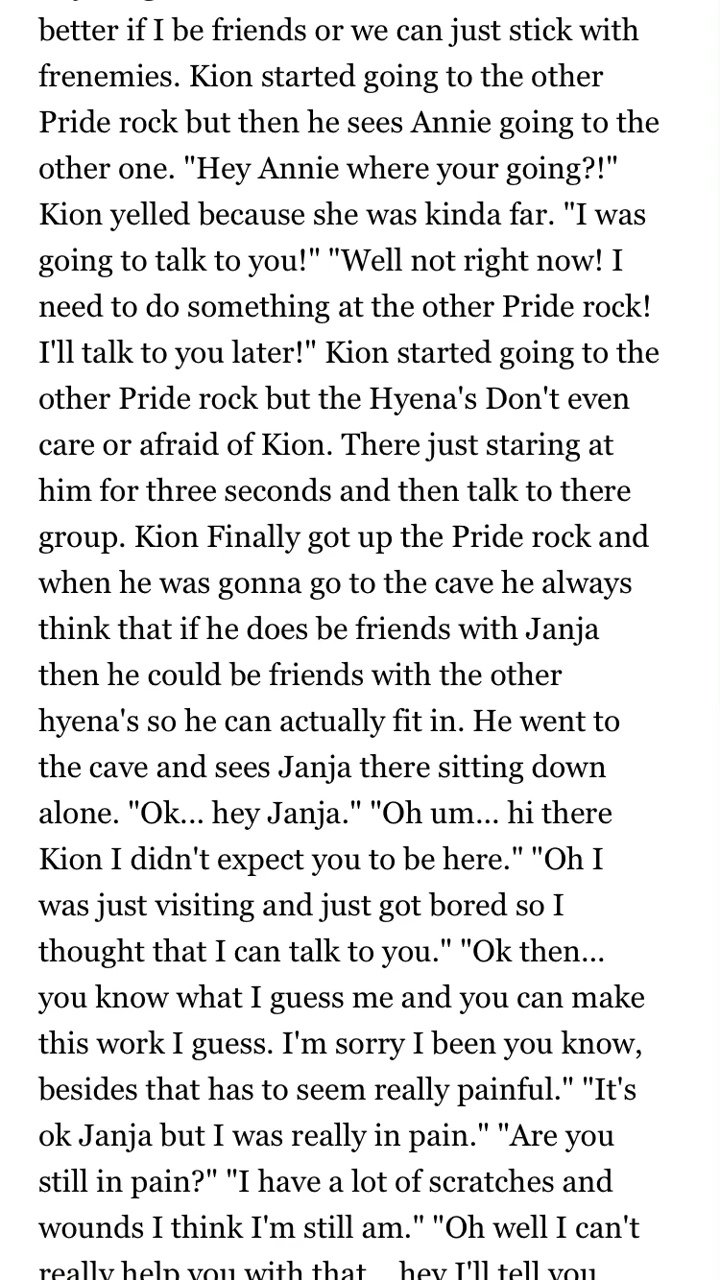 better if I be friends or we can just stick with
frenemies. Kion started going to the other
Pride rock but then he sees Annie going to the
other one. "Hey Annie where your going?!"
Kion yelled because she was kinda far. "I was
going to talk to you!" "Well not right now! I
need to do something at the other Pride rock!
I'll talk to you later!" Kion started going to the
other Pride rock but the Hyena's Don't even
care or afraid of Kion. There just staring at
him for three seconds and then talk to there
group. Kion Finally got up the Pride rock and
when he was gonna go to the cave he always
think that if he does be friends with Janja
then he could be friends with the other
hyena's so he can actually fit in. He went to
the cave and sees Janja there sitting down
alone. "Ok... hey Janja." "Oh um... hi there
Kion I didn't expect you to be here." "Oh I
was just visiting and just got bored so I
thought that I can talk to you." "Ok then...
you know what I guess me and you can make
this work I guess. I'm sorry I been you know,
besides that has to seem really painful." "It's
ok Janja but I was really in pain." "Are you
still in pain?" "I have a lot of scratches and
wounds I think I'm still am." "Oh well I can't
really help you with that... hey I'll tell you